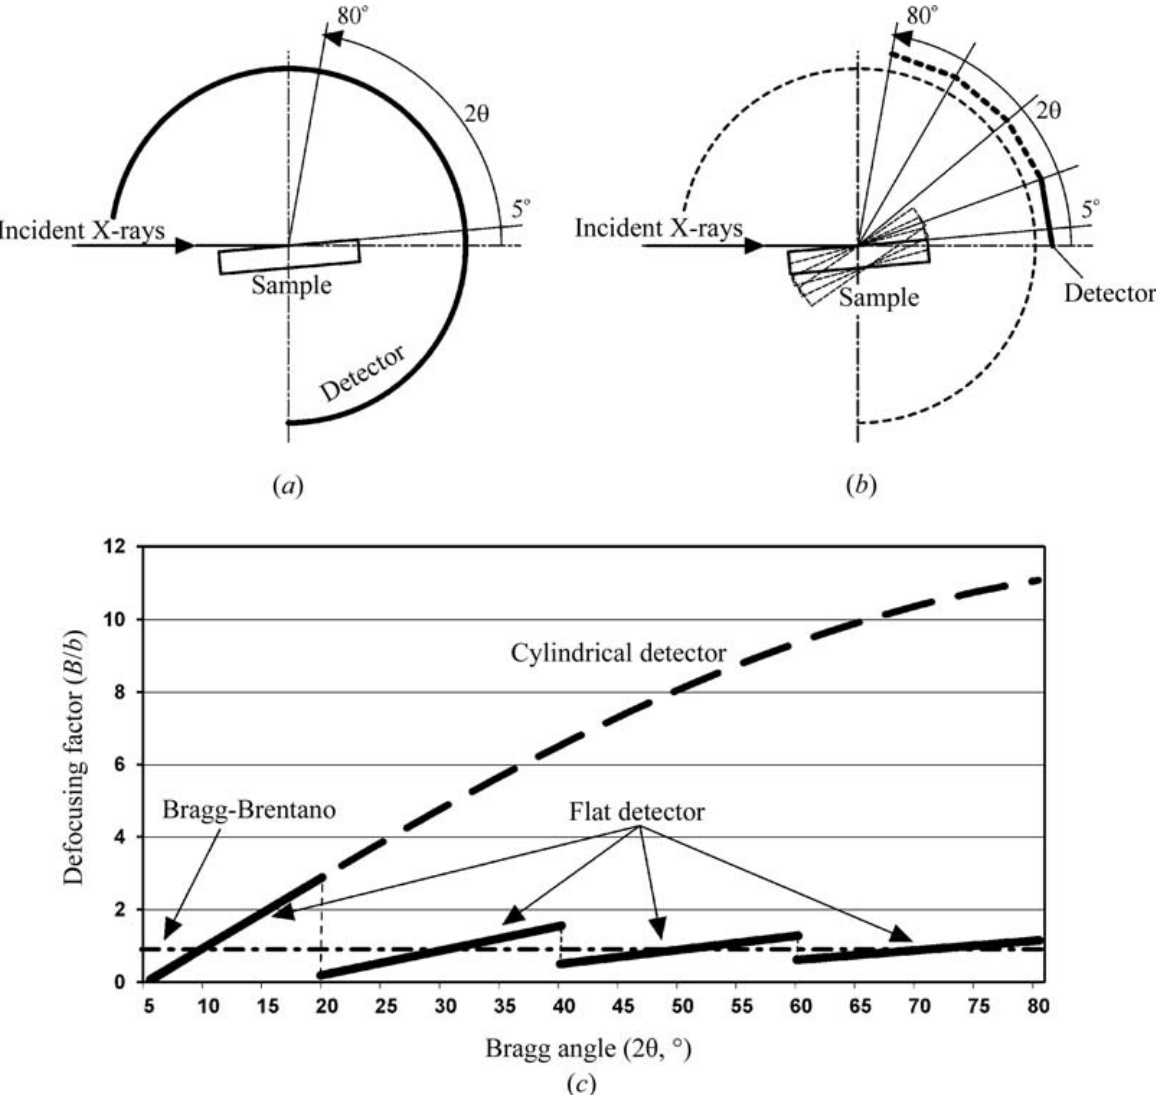 80°
2θ
5°
Incident X-rays
Sample
Detector
(a)
80°
2θ
5°
Incident X-rays
Sample
Detector
(b)
12
10
8
6
4
2
0
Defocusing factor (B/b)
Cylindrical detector
Bragg-Brentano
Flat detector
5 10 15 20 25 30 35 40 45 50 55 60 65 70 75 80
Bragg angle (2θ, °)
(c)